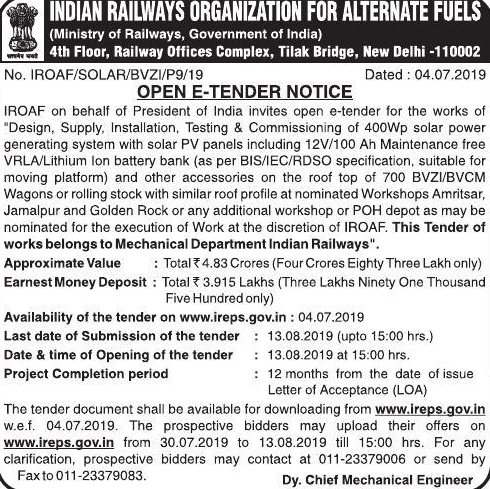 INDIAN RAILWAYS ORGANIZATION FOR ALTERNATE FUELS
(Ministry of Railways, Government of India)
4th Floor, Railway Offices Complex, Tilak Bridge, New Delhi -110002
No. IROAF/SOLAR/BVZI/P9/19 Dated : 04.07.2019
OPEN E-TENDER NOTICE
IROAF on behalf of President of India invites open e-tender for the works of
"Design, Supply, Installation, Testing & Commissioning of 400Wp solar power
generating system with solar PV panels including 12V/100 Ah Maintenance free
VRLA/Lithium Ion battery bank (as per BIS/IEC/RDSO specification, suitable for
moving platform) and other accessories on the roof top of 700 BVZI/BVCM
Wagons or rolling stock with similar roof profile at nominated Workshops Amritsar,
Jamalpur and Golden Rock or any additional workshop or POH depot as may be
nominated for the execution of Work at the discretion of IROAF. This Tender of
works belongs to Mechanical Department Indian Railways".
Approximate Value : Total ₹ 4.83 Crores (Four Crores Eighty Three Lakh only)
Earnest Money Deposit : Total ₹ 3.915 Lakhs (Three Lakhs Ninety One Thousand
Five Hundred only)
Availability of the tender on www.ireps.gov.in : 04.07.2019
Last date of Submission of the tender : 13.08.2019 (upto 15:00 hrs.)
Date & time of Opening of the tender : 13.08.2019 at 15:00 hrs.
Project Completion period : 12 months from the date of issue
Letter of Acceptance (LOA)
The tender document shall be available for downloading from www.ireps.gov.in
w.e.f. 04.07.2019. The prospective bidders may upload their offers on
www.ireps.gov.in from 30.07.2019 to 13.08.2019 till 15:00 hrs. For any
clarification, prospective bidders may contact at 011-23379006 or send by
Fax to 011-23379083.
Dy. Chief Mechanical Engineer